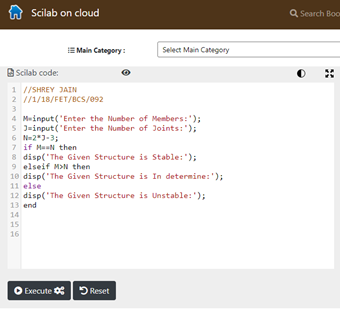 Scilab on cloud
Search Boo
Main Category :
Select Main Category
Scilab code:
1 //SHREY JAIN
2 //1/18/FET/BCS/092
3
4 M=input('Enter the Number of Members:');
5 J=input('Enter the Number of Joints:');
6 N=2*J-3;
7 if M==N then
8 disp('The Given Structure is Stable:');
9 elseif M>N then
10 disp('The Given Structure is In determine:');
11 else
12 disp('The Given Structure is Unstable:');
13 end
14
15
16
Execute
Reset